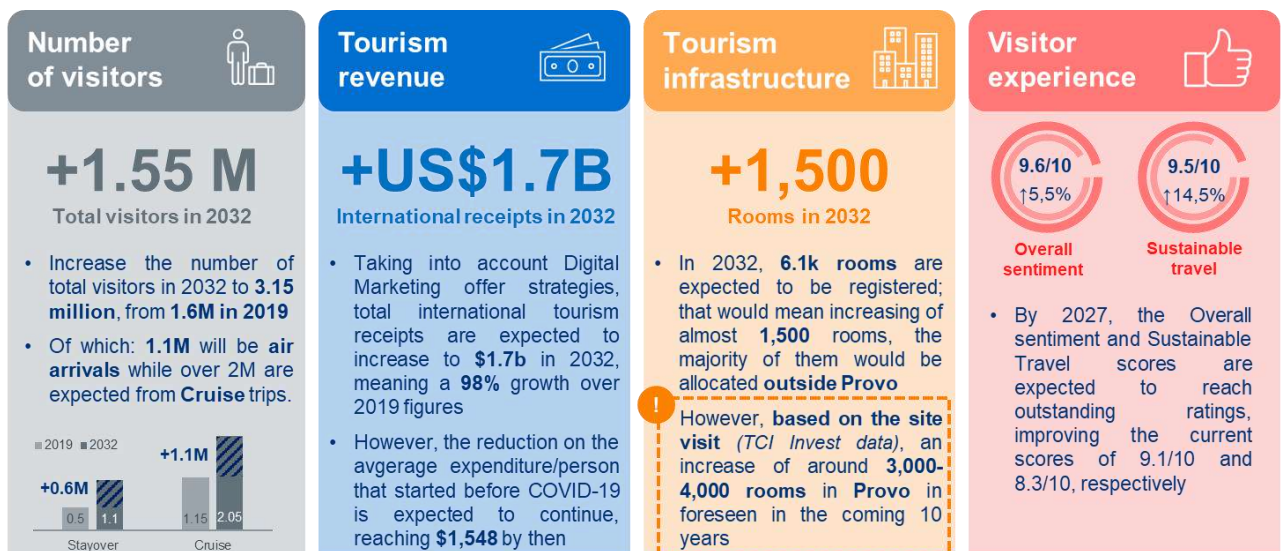 Number
of visitors
+1.55 M
Total visitors in 2032
• Increase the number of
total visitors in 2032 to 3.15
million, from 1.6M in 2019
• Of which: 1.1M will be air
arrivals while over 2M are
expected from Cruise trips.
2019 2032
+0.6M
0.5
1.1
Stayover
+1.1M
1.15
2.05
Cruise
Tourism
revenue
+US$1.7B
International receipts in 2032
• Taking into account Digital
Marketing offer strategies,
total international tourism
receipts are expected to
increase to $1.7b in 2032,
meaning a 98% growth over
2019 figures
• However, the reduction on the
avgerage expenditure/person
that started before COVID-19
is expected to continue,
reaching $1,548 by then
Tourism
infrastructure
+1,500
Rooms in 2032
• In 2032, 6.1k rooms are
expected to be registered;
that would mean increasing of
almost 1,500 rooms, the
majority of them would be
allocated outside Provo
!
However, based on the site
visit (TCI Invest data), an
increase of around 3,000-
4,000 rooms in Provo in
foreseen in the coming 10
years
Visitor
experience
9.6/10
↑5,5%
Overall
sentiment
9.5/10
↑14,5%
Sustainable
travel
• By 2027, the Overall
sentiment and Sustainable
Travel scores are
expected to reach
outstanding ratings,
improving the current
scores of 9.1/10 and
8.3/10, respectively